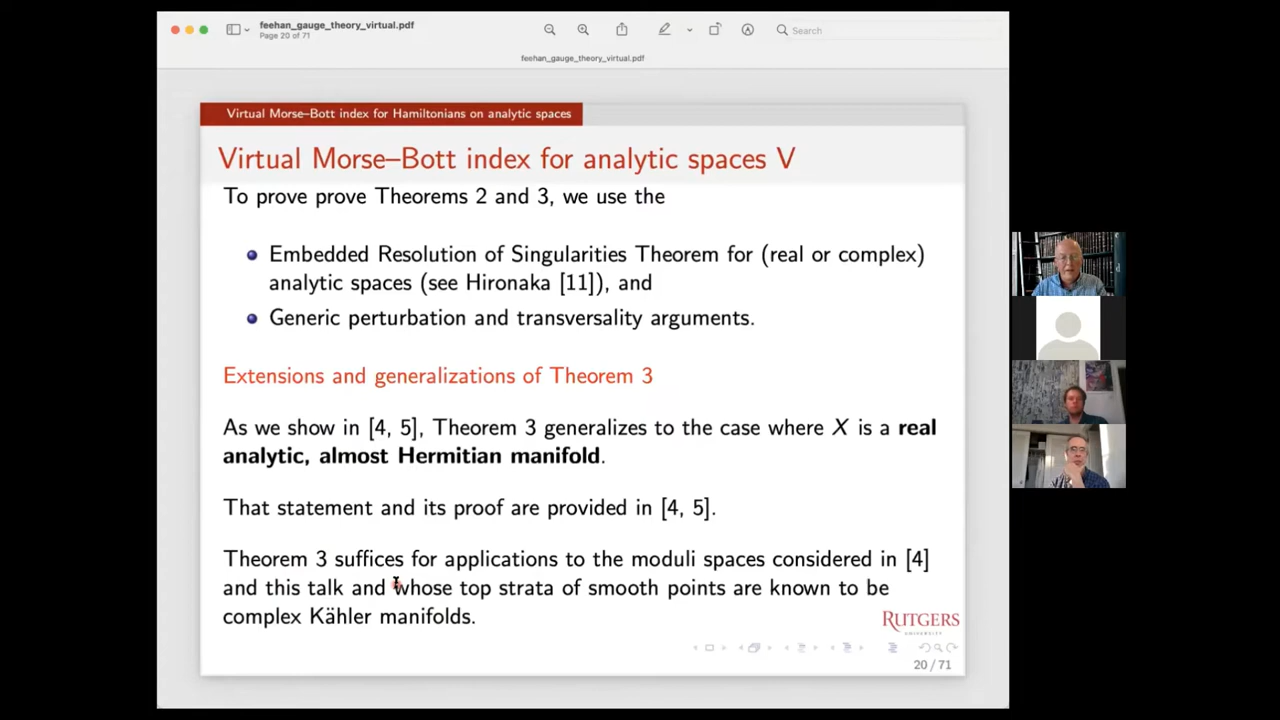 feehan_gauge_theory_virtual.pdf
Page 20 of 71
Search
feehan_gauge_theory_virtual.pdf
Virtual Morse–Bott index for Hamiltonians on analytic spaces
Virtual Morse–Bott index for analytic spaces V
To prove prove Theorems 2 and 3, we use the
Embedded Resolution of Singularities Theorem for (real or complex)
analytic spaces (see Hironaka [11]), and
Generic perturbation and transversality arguments.
Extensions and generalizations of Theorem 3
As we show in [4, 5], Theorem 3 generalizes to the case where X is a real
analytic, almost Hermitian manifold.
That statement and its proof are provided in [4, 5].
Theorem 3 suffices for applications to the moduli spaces considered in [4]
and this talk and whose top strata of smooth points are known to be
complex Kähler manifolds.
RUTGERS
UNIVERSITY
20 / 71